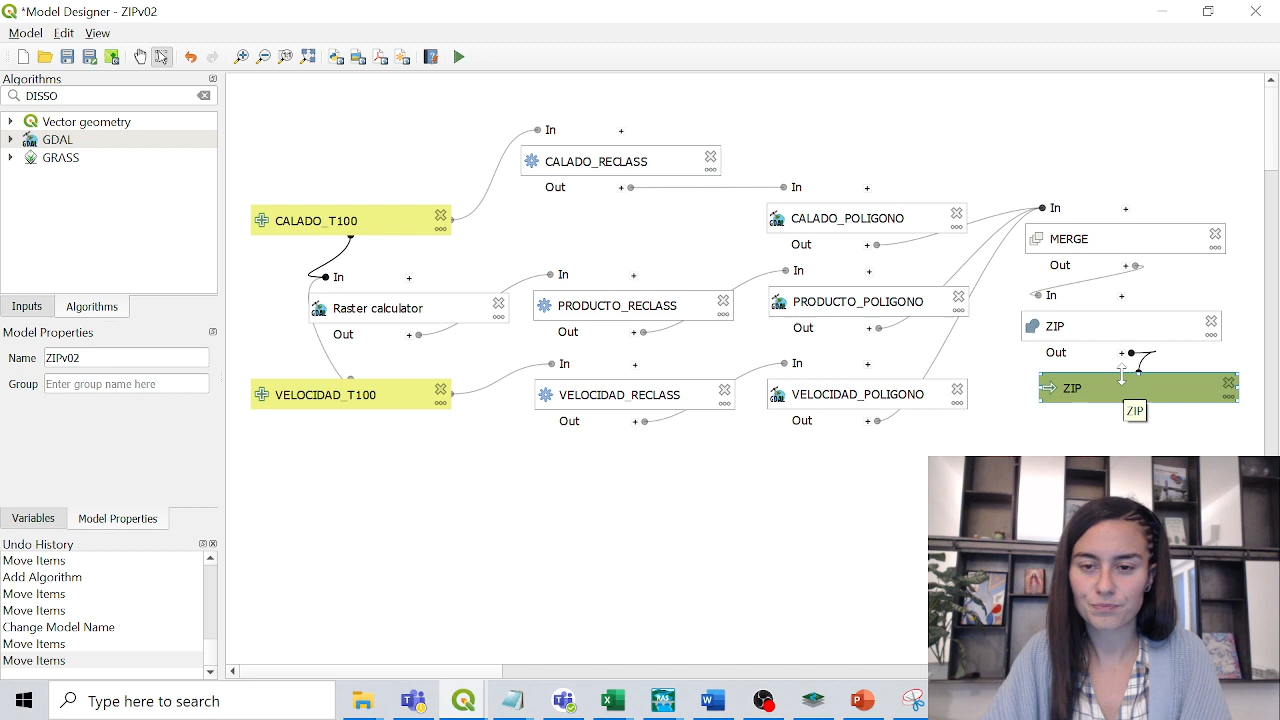 *Model Designer - ZIPv02
Model Edit View
Algorithms
DISSO
Vector geometry
GDAL
GRASS
Inputs Algorithms
Model Properties
Name ZIPv02
Group Enter group name here
Variables Model Properties
Undo History
Move Items
Add Algorithm
Move Items
Move Items
Change Model Name
Move Items
Move Items
In +
CALADO_RECLASS
Out +
In +
CALADO_T100
CALADO_POLIGONO
Out +
In +
MERGE
Out +
In +
Raster calculator
Out +
In +
PRODUCTO_RECLASS
Out +
In +
PRODUCTO_POLIGONO
Out +
In +
ZIP
Out +
ZIP
ZIP
VELOCIDAD_T100
In +
VELOCIDAD_RECLASS
Out +
In +
VELOCIDAD_POLIGONO
Out +
Type here to search